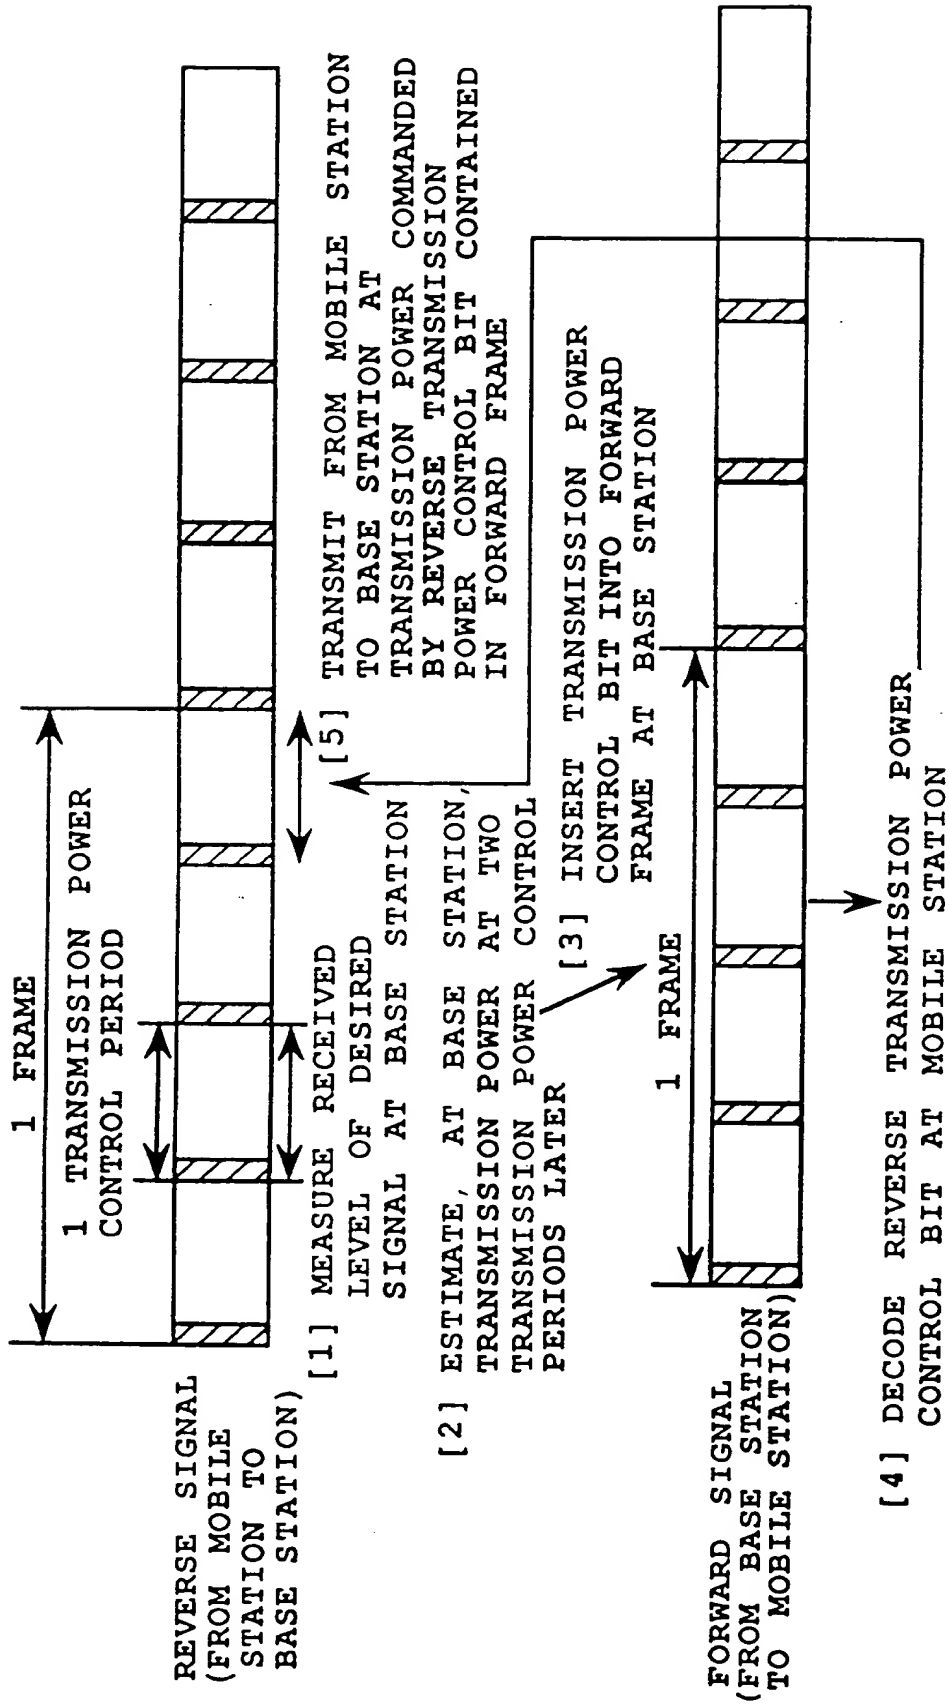 1 FRAME
1 TRANSMISSION POWER
CONTROL PERIOD
REVERSE SIGNAL
(FROM MOBILE
STATION TO
BASE STATION)
[1] MEASURE RECEIVED
LEVEL OF DESIRED
SIGNAL AT BASE STATION
[5] TRANSMIT FROM MOBILE STATION
TO BASE STATION AT
TRANSMISSION POWER COMMANDED
BY REVERSE TRANSMISSION
POWER CONTROL BIT CONTAINED
IN FORWARD FRAME
[2] ESTIMATE, AT BASE STATION,
TRANSMISSION POWER AT TWO
TRANSMISSION POWER CONTROL
PERIODS LATER
[3] INSERT TRANSMISSION POWER
CONTROL BIT INTO FORWARD
FRAME AT BASE STATION
1 FRAME
FORWARD SIGNAL
(FROM BASE STATION
TO MOBILE STATION)
[4] DECODE REVERSE TRANSMISSION POWER
CONTROL BIT AT MOBILE STATION